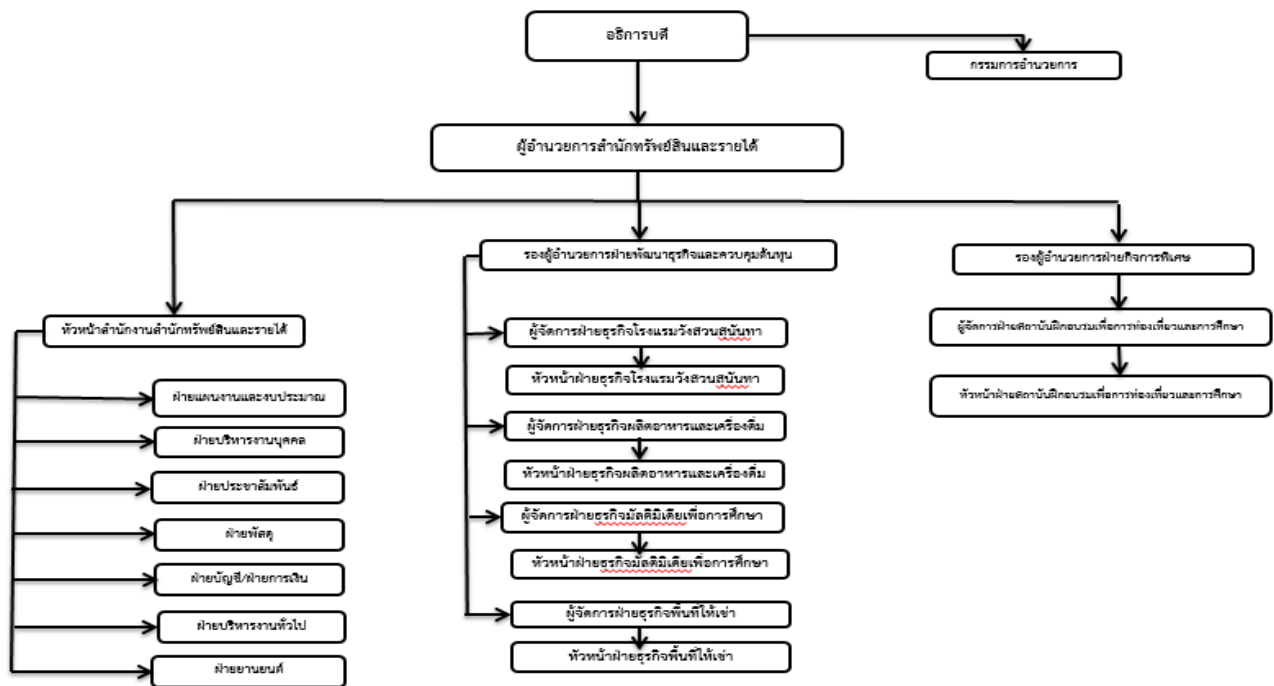 อธิการบดี
กรรมการอำนวยการ
ผู้อำนวยการสำนักทรัพย์สินและรายได้
รองผู้อำนวยการฝ่ายพัฒนาธุรกิจและควบคุมต้นทุน
รองผู้อำนวยการฝ่ายกิจการพิเศษ
หัวหน้าสำนักงานสำนักทรัพย์สินและรายได้
ฝ่ายแผนงานและงบประมาณ
ฝ่ายบริหารงานบุคคล
ฝ่ายประชาสัมพันธ์
ฝ่ายพัสดุ
ฝ่ายบัญชี/ฝ่ายการเงิน
ฝ่ายบริหารงานทั่วไป
ฝ่ายยานยนต์
ผู้จัดการฝ่ายธุรกิจโรงแรมวังสวนสุนันทา
หัวหน้าฝ่ายธุรกิจโรงแรมวังสวนสุนันทา
ผู้จัดการฝ่ายธุรกิจผลิตอาหารและเครื่องดื่ม
หัวหน้าฝ่ายธุรกิจผลิตอาหารและเครื่องดื่ม
ผู้จัดการฝ่ายธุรกิจมัลติมิเดียเพื่อการศึกษา
หัวหน้าฝ่ายธุรกิจมัลติมิเดียเพื่อการศึกษา
ผู้จัดการฝ่ายธุรกิจพื้นที่ให้เช่า
หัวหน้าฝ่ายธุรกิจพื้นที่ให้เช่า
ผู้จัดการฝ่ายสถาบันฝึกอบรมเพื่อการท่องเที่ยวและการศึกษา
หัวหน้าฝ่ายสถาบันฝึกอบรมเพื่อการท่องเที่ยวและการศึกษา